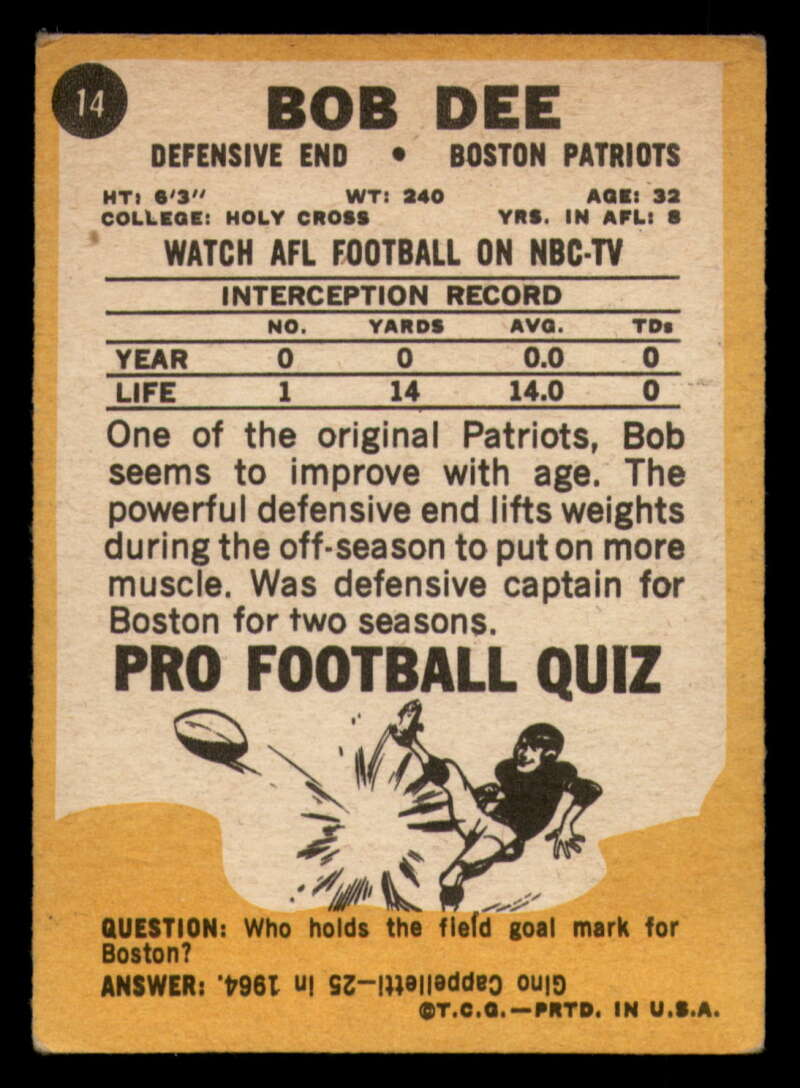 14
BOB DEE
DEFENSIVE END • BOSTON PATRIOTS
HT: 6'3" WT: 240 AGE: 32
COLLEGE: HOLY CROSS YRS. IN AFL: 8
WATCH AFL FOOTBALL ON NBC-TV
INTERCEPTION RECORD
NO. YARDS AVG. TDs
YEAR 0 0 0.0 0
LIFE 1 14 14.0 0
One of the original Patriots, Bob
seems to improve with age. The
powerful defensive end lifts weights
during the off-season to put on more
muscle. Was defensive captain for
Boston for two seasons.
PRO FOOTBALL QUIZ
QUESTION: Who holds the field goal mark for
Boston?
ANSWER: Gino Cappelletti—25 in 1964.
©T.C.G.—PRTD. IN U.S.A.